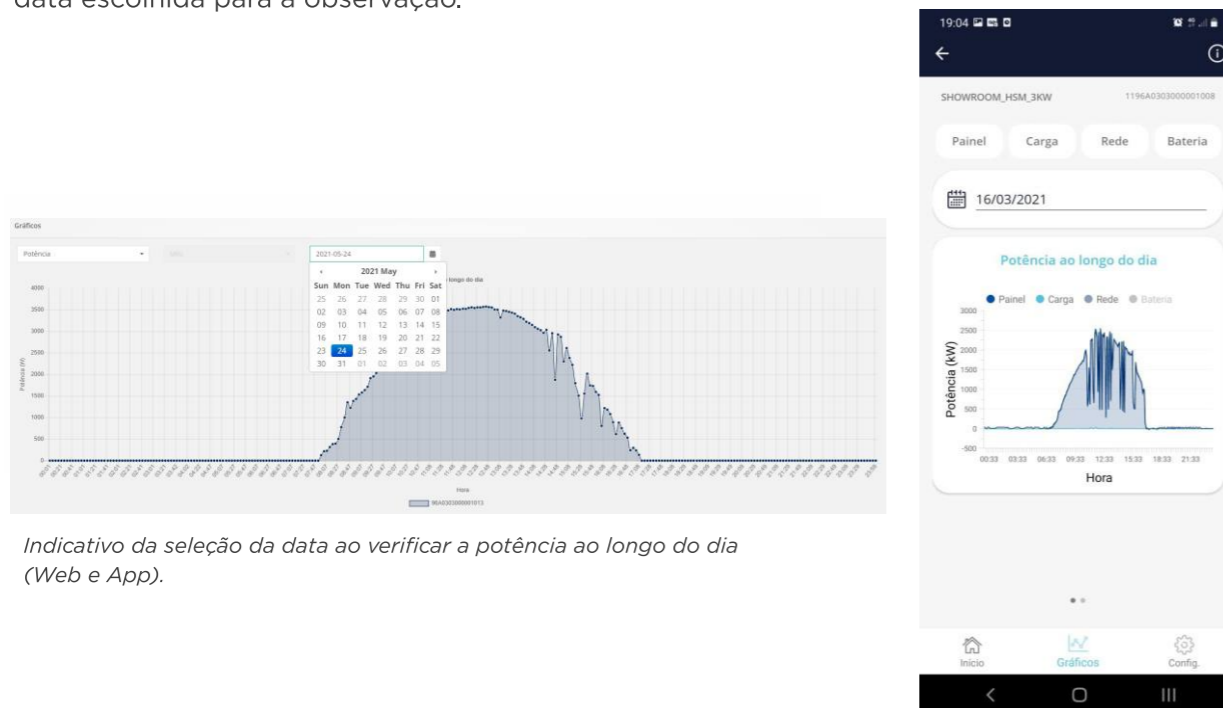 data escolhida para a observação.
Gráficos
Potência
Mês
2021-05-24
2021 May
Sun Mon Tue Wed Thu Fri Sat
25 26 27 28 29 30 01
02 03 04 05 06 07 08
09 10 11 12 13 14 15
16 17 18 19 20 21 22
23 24 25 26 27 28 29
30 31 01 02 03 04 05
longo do dia
4000
3500
3000
2500
2000
1500
1000
500
0
Potência (W)
Hora
Indicativo da seleção da data ao verificar a potência ao longo do dia
(Web e App).
19:04
SHOWROOM_HSM_3KW 1196A0303000001008
Painel Carga Rede Bateria
16/03/2021
Potência ao longo do dia
Painel Carga Rede Bateria
3000
2500
2000
1500
1000
500
0
-500
Potência (kW)
00:33 03:33 06:33 09:33 12:33 15:33 18:33 21:33
Hora
Início Gráficos Config.